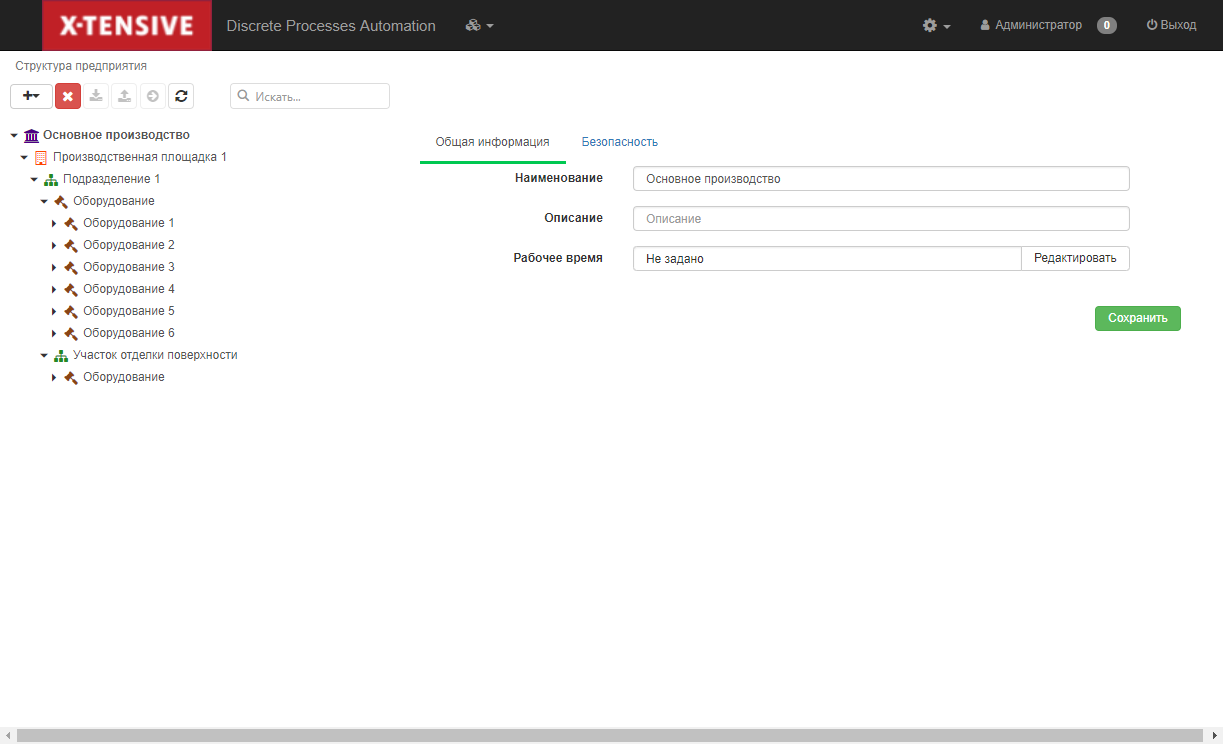 X-TENSIVE Discrete Processes Automation Администратор 0 Выход
Структура предприятия
Искать...
Основное производство
Производственная площадка 1
Подразделение 1
Оборудование
Оборудование 1
Оборудование 2
Оборудование 3
Оборудование 4
Оборудование 5
Оборудование 6
Участок отделки поверхности
Оборудование
Общая информация Безопасность
Наименование Основное производство
Описание Описание
Рабочее время Не задано Редактировать
Сохранить